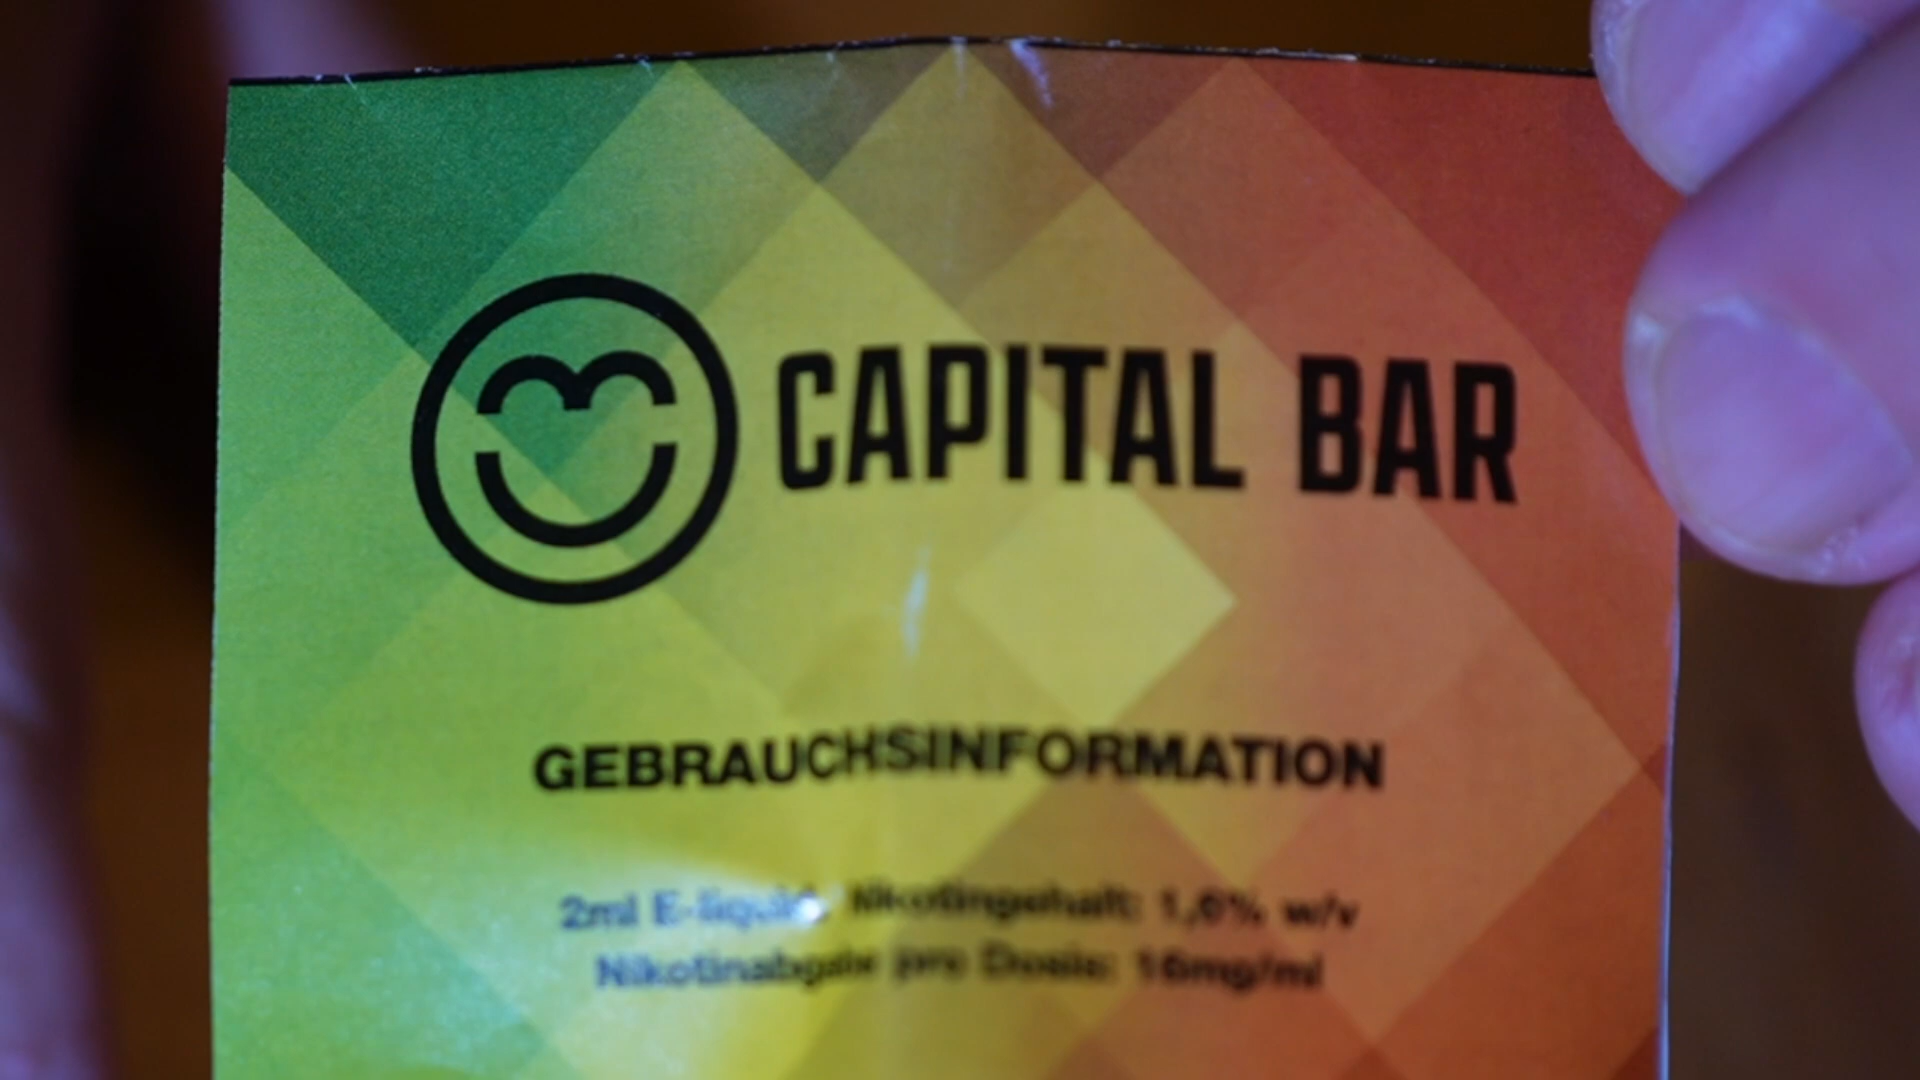 CAPITAL BAR
GEBRAUCHSINFORMATION
2ml E-liquid, Nikotingehalt: 1,6% w/v
Nikotinabgabe pro Dosis: 16mg/ml